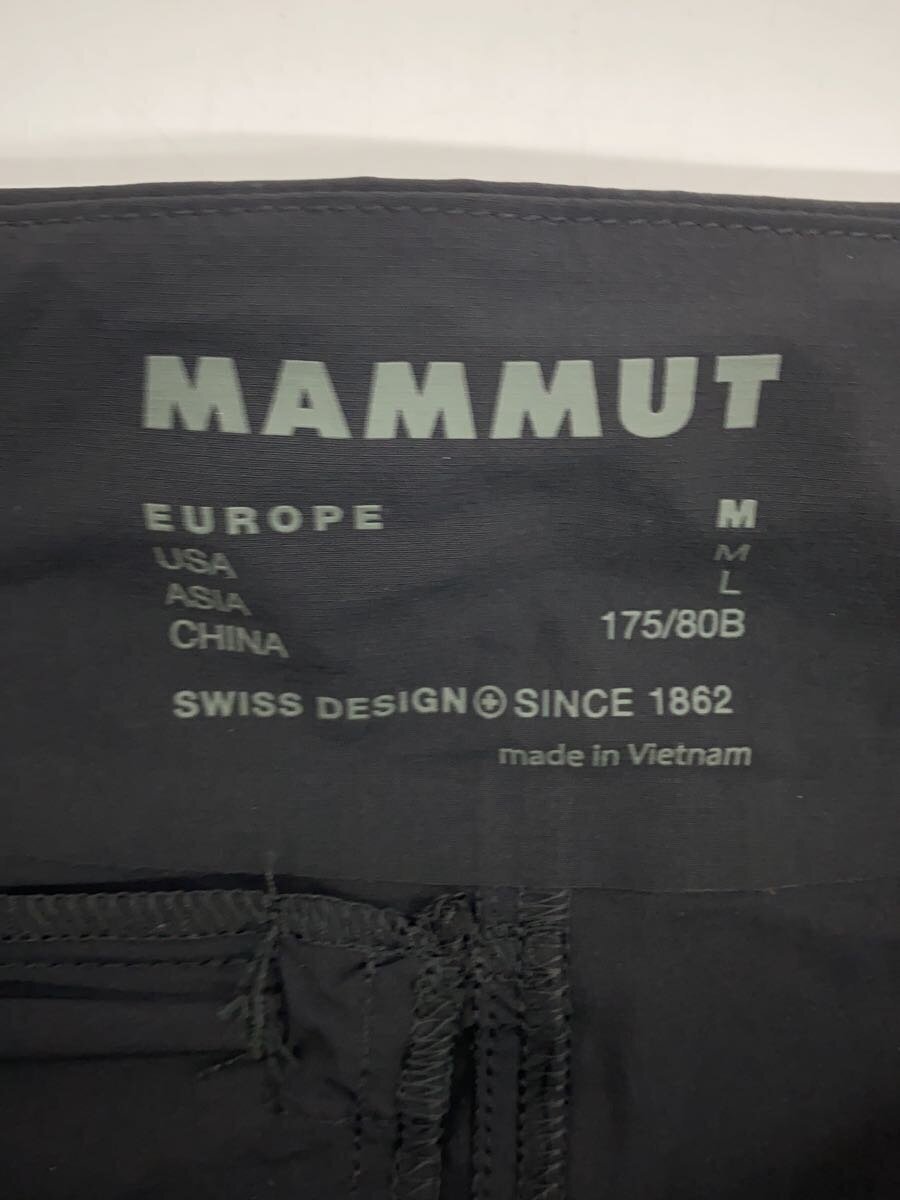 MAMMUT
EUROPE M
USA M
ASIA L
CHINA 175/80B
SWISS DESIGN SINCE 1862
made in Vietnam